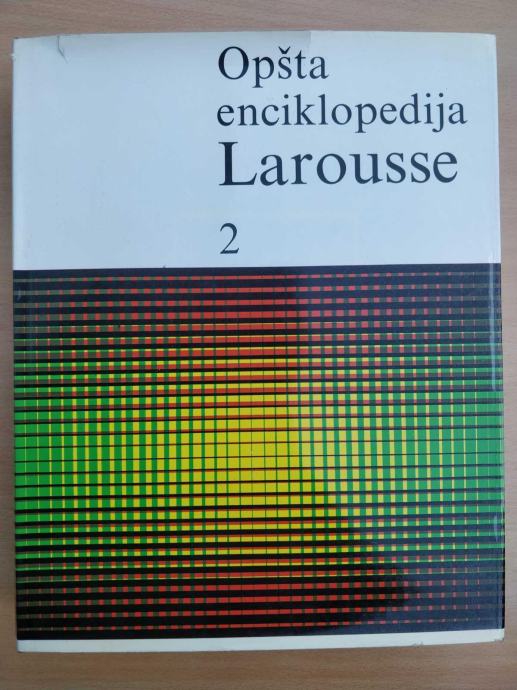 Opšta
enciklopedija
Larousse
2